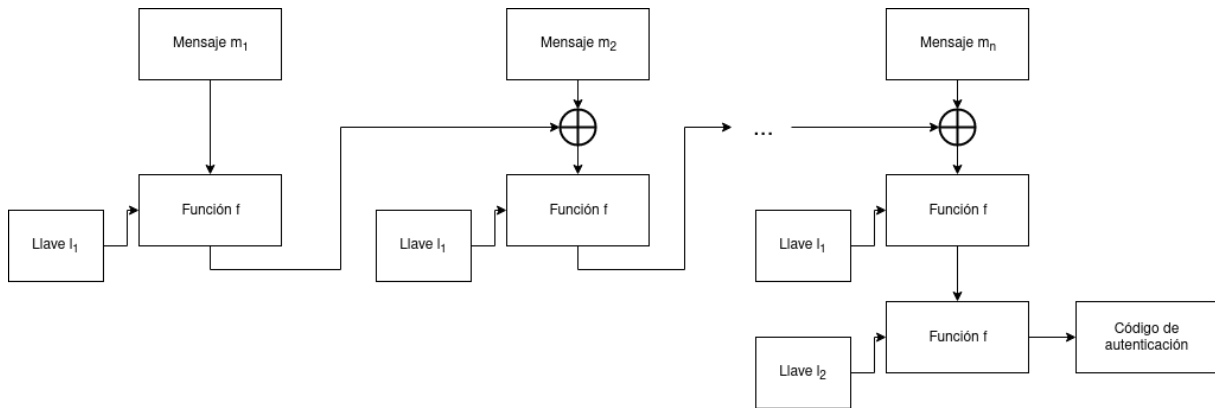 Mensaje m₁
Mensaje m₂
Mensaje mₙ
...
Función f
Función f
Función f
Llave l₁
Llave l₁
Llave l₁
Función f
Código de
autenticación
Llave l₂